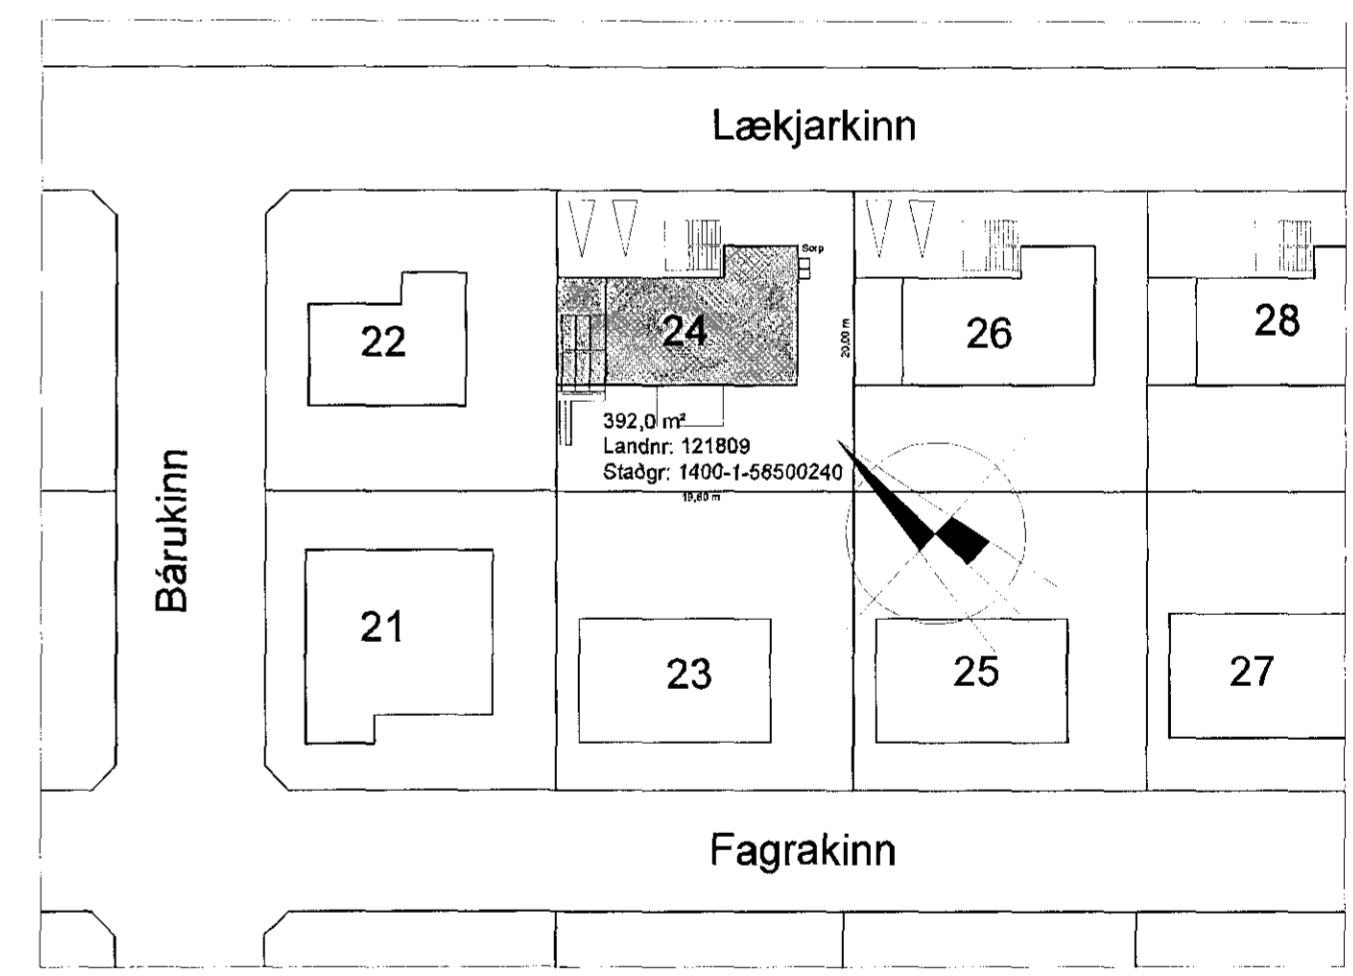 Lækjarkinn
Sorp
22
24
26
28
20,00 m
392,0 m²
Landnr: 121809
Staðgr: 1400-1-58500240
19,60 m
Bárukinn
21
23
25
27
Fagrakinn